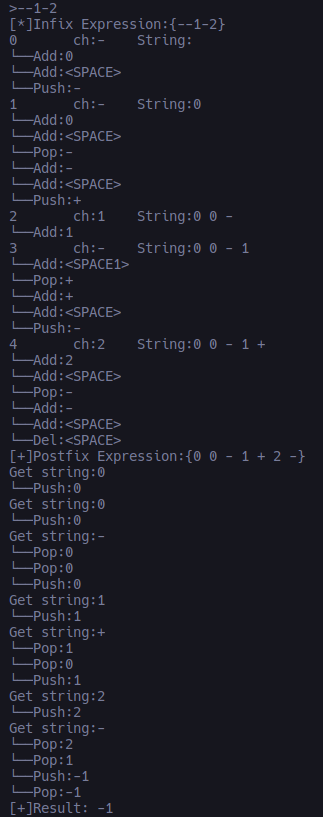 >--1-2
[*]Infix Expression:{--1-2}
0       ch:-    String:
└──Add:0
└──Add:<SPACE>
└──Push:-
1       ch:-    String:0
└──Add:0
└──Add:<SPACE>
└──Pop:-
└──Add:-
└──Add:<SPACE>
└──Push:+
2       ch:1    String:0 0 -
└──Add:1
3       ch:-    String:0 0 - 1
└──Add:<SPACE1>
└──Pop:+
└──Add:+
└──Add:<SPACE>
└──Push:-
4       ch:2    String:0 0 - 1 +
└──Add:2
└──Add:<SPACE>
└──Pop:-
└──Add:-
└──Add:<SPACE>
└──Del:<SPACE>
[+]Postfix Expression:{0 0 - 1 + 2 -}
Get string:0
└──Push:0
Get string:0
└──Push:0
Get string:-
└──Pop:0
└──Pop:0
└──Push:0
Get string:1
└──Push:1
Get string:+
└──Pop:1
└──Pop:0
└──Push:1
Get string:2
└──Push:2
Get string:-
└──Pop:2
└──Pop:1
└──Push:-1
└──Pop:-1
[+]Result: -1